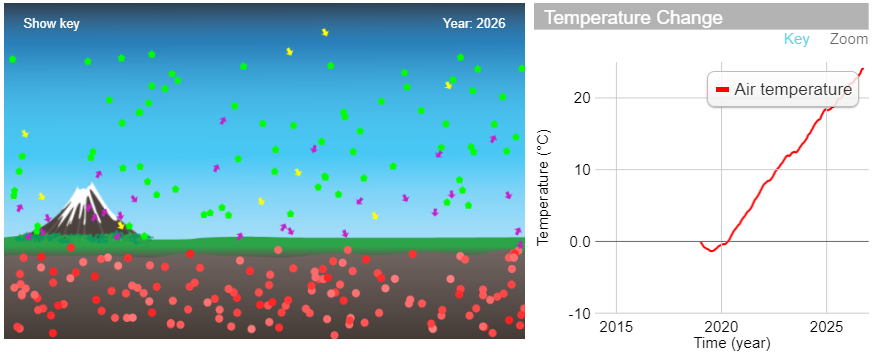 Show key
Year: 2026
Temperature Change
Key
Zoom
Air temperature
Temperature (°C)
20
10
0.0
-10
2015
2020
2025
Time (year)